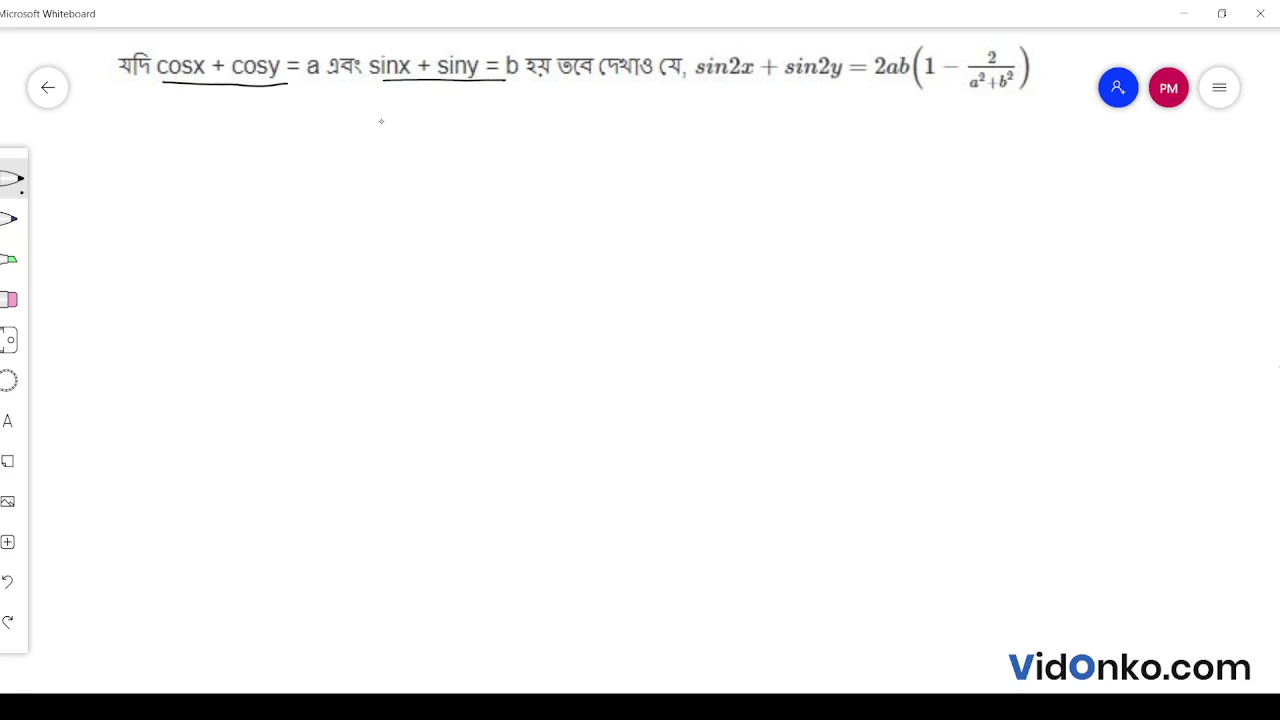 Microsoft Whiteboard
যদি cosx + cosy = a এবং sinx + siny = b হয় তবে দেখাও যে, sin2x + sin2y = 2ab(1 − 2/(a²+b²))
PM
A
VidOnko.com